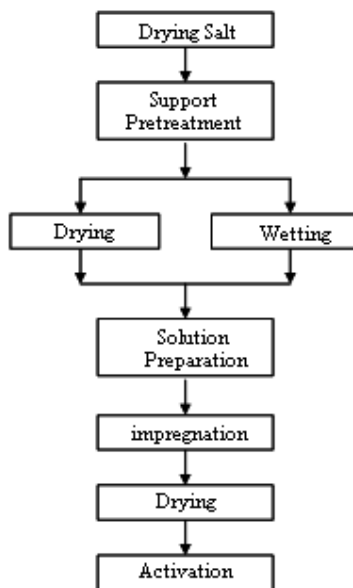 Drying Salt
Support
Pretreatment
Drying
Wetting
Solution
Preparation
impregnation
Drying
Activation